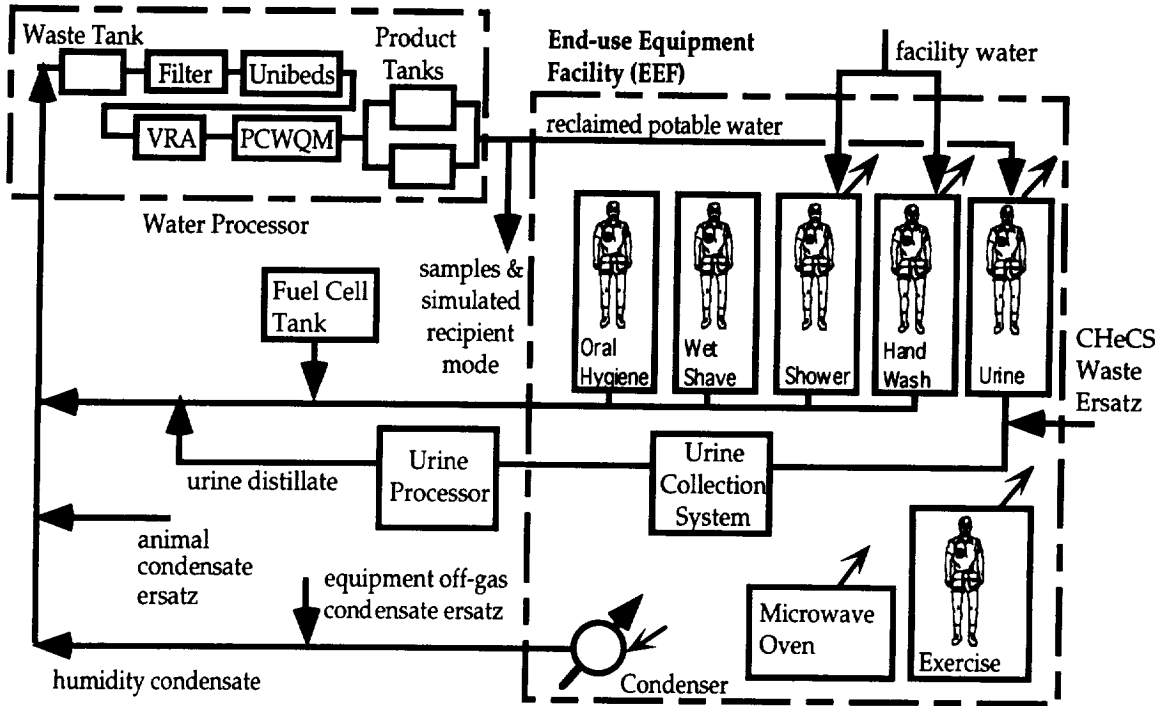 Waste Tank
Filter
Unibeds
Product
Tanks
VRA
PCWQM
Water Processor
End-use Equipment
Facility (EEF)
facility water
reclaimed potable water
samples &
simulated
recipient
mode
Fuel Cell
Tank
Oral
Hygiene
Wet
Shave
Shower
Hand
Wash
Urine
CHeCS
Waste
Ersatz
urine distillate
Urine
Processor
Urine
Collection
System
animal
condensate
ersatz
equipment off-gas
condensate ersatz
humidity condensate
Condenser
Microwave
Oven
Exercise